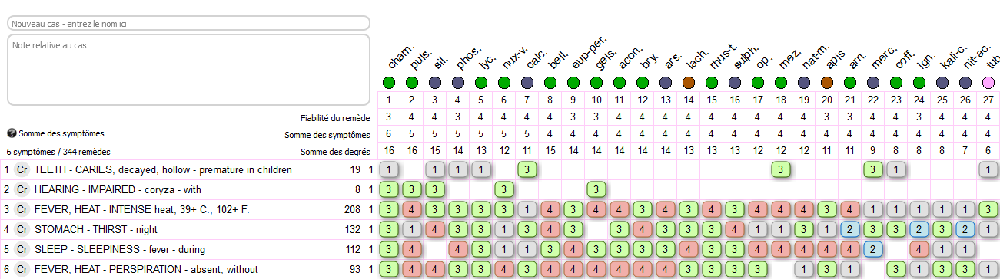 Nouveau cas - entrez le nom ici
Note relative au cas
cham. puls. sil. phos. lyc. nux-v. calc. bell. eup-per. gels. acon. bry. ars. lach. rhus-t. sulph. op. mez. nat-m. apis arn. merc. coff. ign. kali-c. nit-ac. tub.
1 2 3 4 5 6 7 8 9 10 11 12 13 14 15 16 17 18 19 20 21 22 23 24 25 26 27
Fiabilité du remède 3 4 4 3 4 4 4 4 3 3 4 4 4 4 4 4 4 4 4 3 3 4 4 4 4 4 4
? Somme des symptômes Somme des symptômes 6 5 5 5 5 5 5 4 4 4 4 4 4 4 4 4 4 4 4 4 4 4 4 4 4 4 4
6 symptômes / 344 remèdes Somme des degrés 16 16 15 14 13 12 11 15 14 14 14 14 14 13 13 13 12 12 12 11 11 9 8 8 8 7 6
1 Cr TEETH - CARIES, decayed, hollow - premature in children 19 1 1 1 1 1 3 3 3 1 1
2 Cr HEARING - IMPAIRED - coryza - with 8 1 3 3 3 3 3
3 Cr FEVER, HEAT - INTENSE heat, 39+ C., 102+ F. 208 1 3 4 3 3 3 3 1 4 3 4 4 3 4 3 4 3 4 4 4 3 4 1 1 1 1 1 3
4 Cr STOMACH - THIRST - night 132 1 3 1 4 3 3 1 3 4 3 3 4 3 3 3 4 1 1 3 1 2 3 3 2 3 2 1
5 Cr SLEEP - SLEEPINESS - fever - during 112 1 3 4 4 3 1 1 3 4 3 3 3 3 4 3 3 4 4 4 4 4 2 4 1 1
6 Cr FEVER, HEAT - PERSPIRATION - absent, without 93 1 3 4 4 3 3 4 3 4 4 4 4 4 4 3 3 3 3 1 3 1 3 1 3 3 1